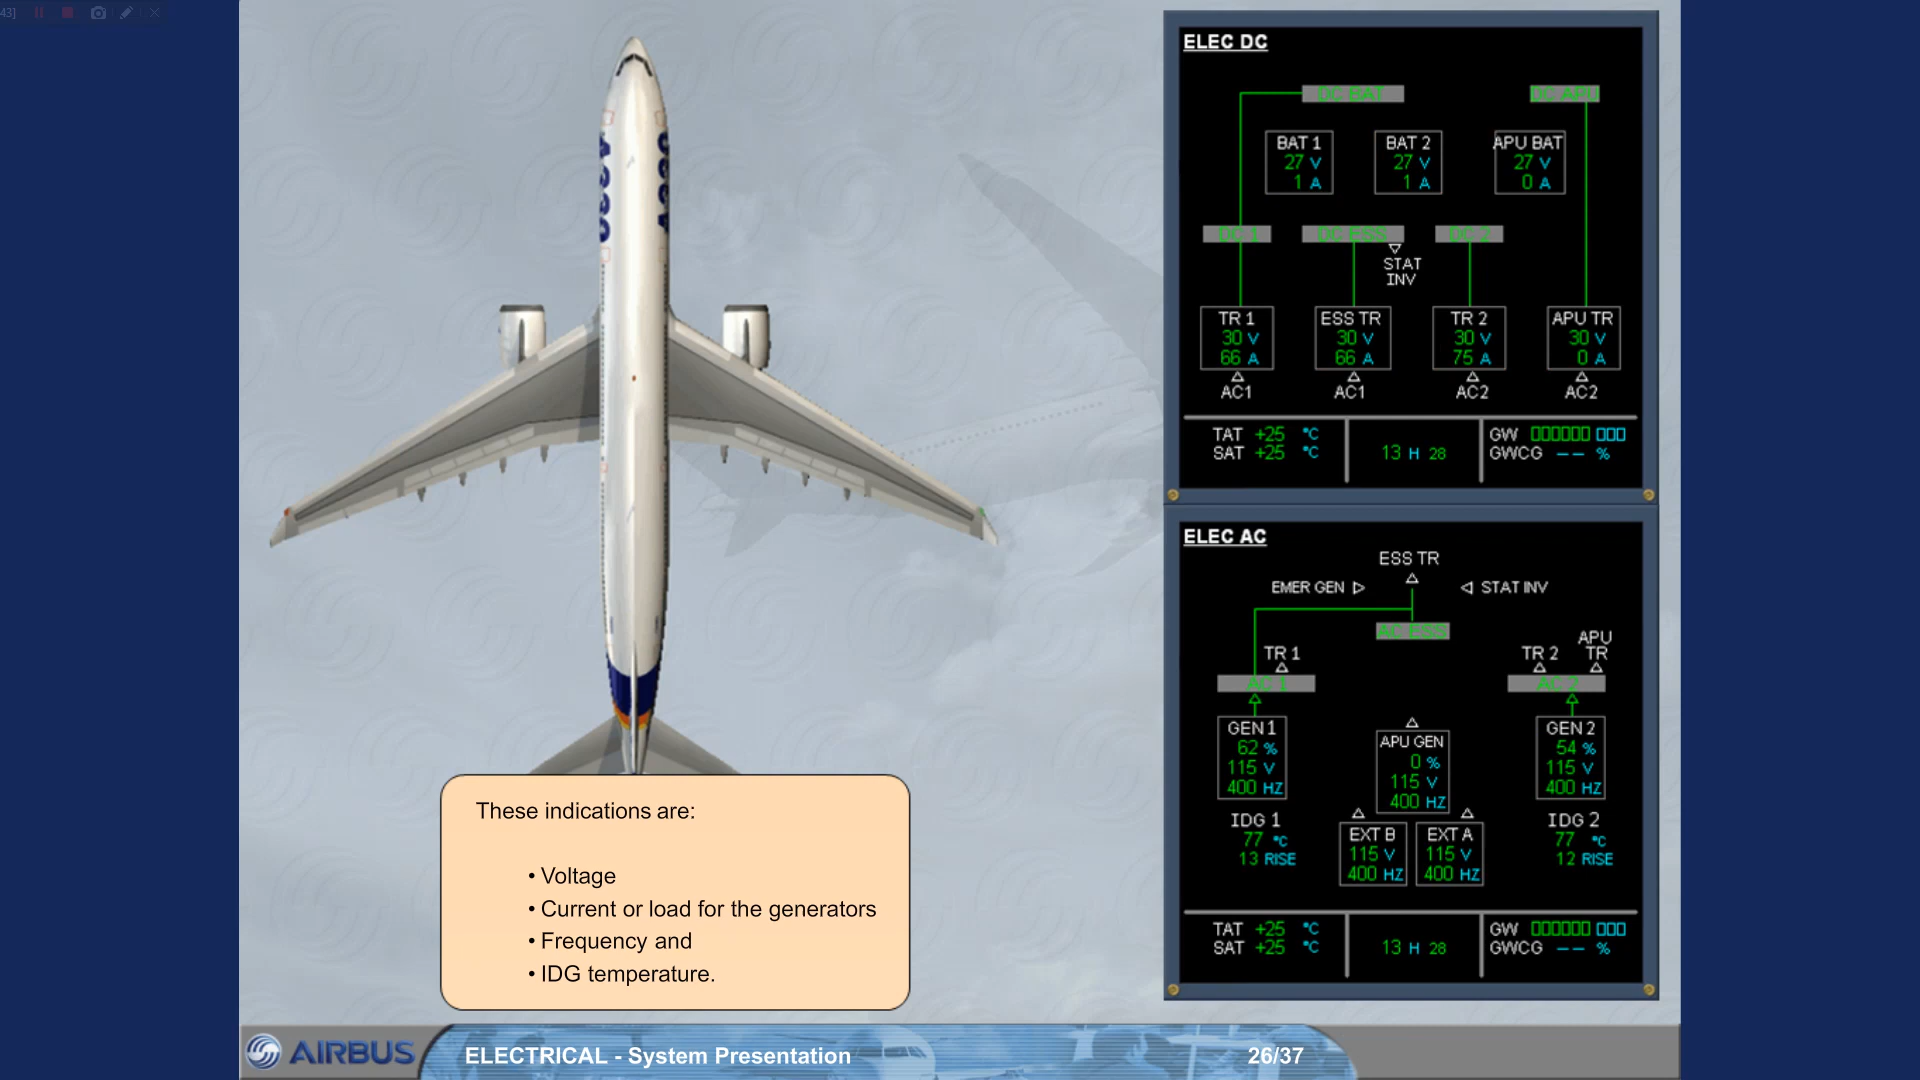 43]
A330
A330
ELEC DC
DC BAT
DC APU
BAT 1
27 V
1 A
BAT 2
27 V
1 A
APU BAT
27 V
0 A
DC 1
DC ESS
DC 2
STAT
INV
TR 1
30 V
66 A
ESS TR
30 V
66 A
TR 2
30 V
75 A
APU TR
30 V
0 A
AC1
AC1
AC2
AC2
TAT +25 °C
SAT +25 °C
13 H 28
GW
GWCG -- %
ELEC AC
ESS TR
EMER GEN
STAT INV
AC ESS
TR 1
TR 2
APU
TR
AC 1
AC 2
GEN 1
62 %
115 V
400 HZ
APU GEN
0 %
115 V
400 HZ
GEN 2
54 %
115 V
400 HZ
IDG 1
77 °C
13 RISE
EXT B
115 V
400 HZ
EXT A
115 V
400 HZ
IDG 2
77 °C
12 RISE
TAT +25 °C
SAT +25 °C
13 H 28
GW
GWCG -- %
These indications are:
• Voltage
• Current or load for the generators
• Frequency and
• IDG temperature.
AIRBUS
ELECTRICAL - System Presentation
26/37